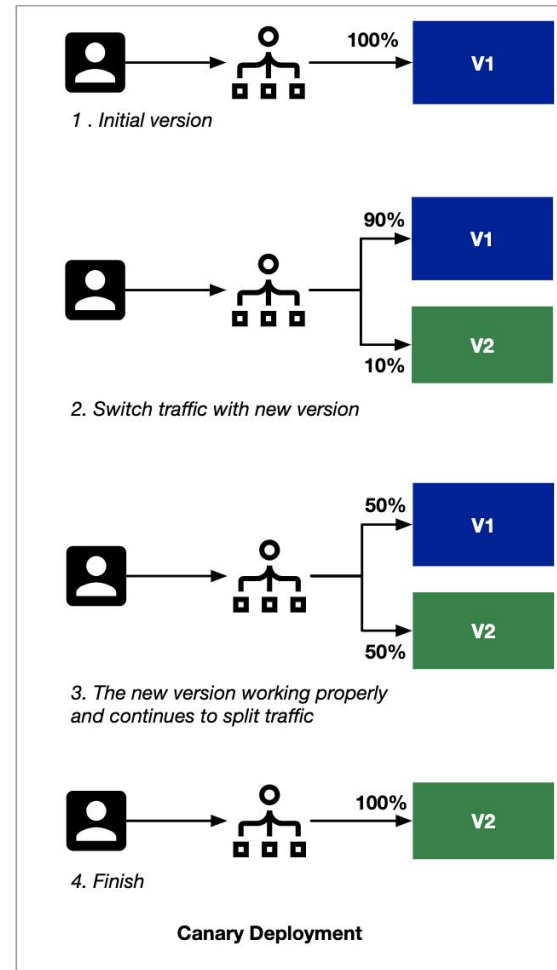 100%
V1
1 . Initial version
90%
V1
V2
10%
2. Switch traffic with new version
50%
V1
V2
50%
3. The new version working properly
and continues to split traffic
100%
V2
4. Finish
Canary Deployment